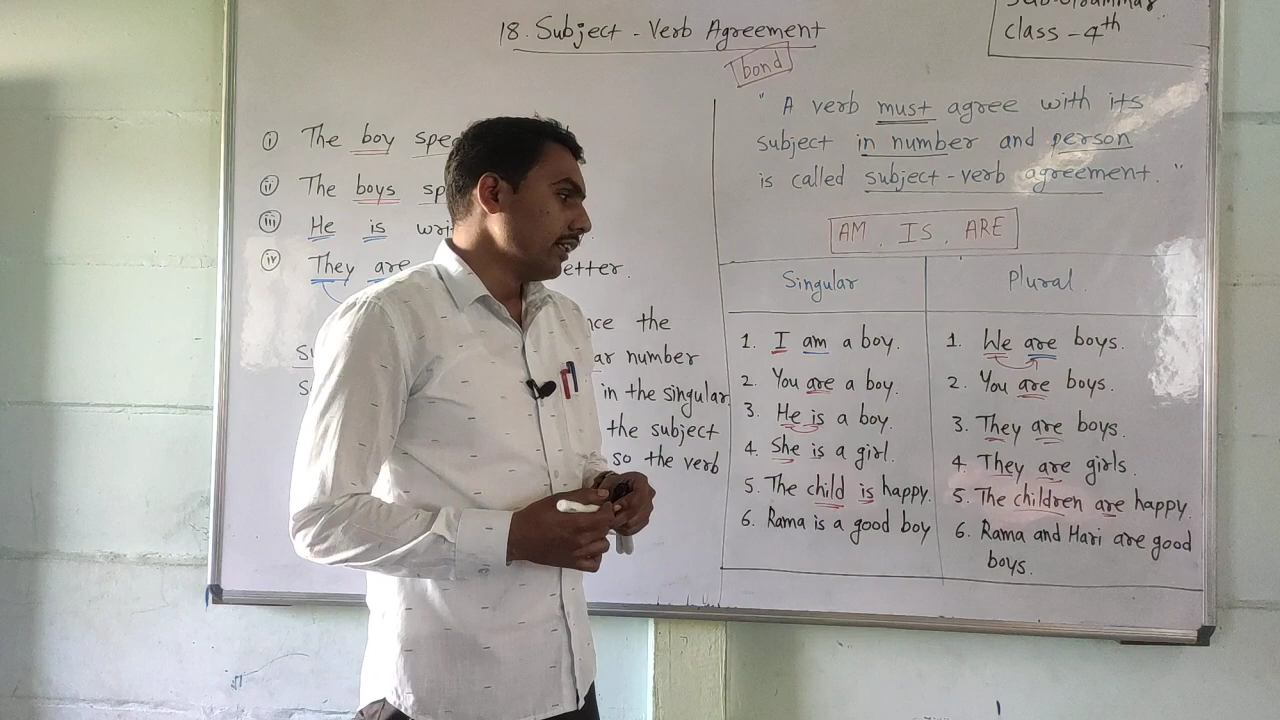 18. Subject - Verb Agreement
bond
Sub-Grammar
class - 4th
(i) The boy
(ii) The boys
(iii) He is
(iv) They are letter.
the
number
in the singular
the subject
so the verb
" A verb must agree with its
subject in number and person
is called subject-verb agreement. "
AM, IS, ARE
Singular
1. I am a boy.
2. You are a boy.
3. He is a boy.
4. She is a girl.
5. The child is happy.
6. Rama is a good boy
Plural
1. We are boys.
2. You are boys.
3. They are boys.
4. They are girls.
5. The children are happy.
6. Rama and Hari are good
boys.